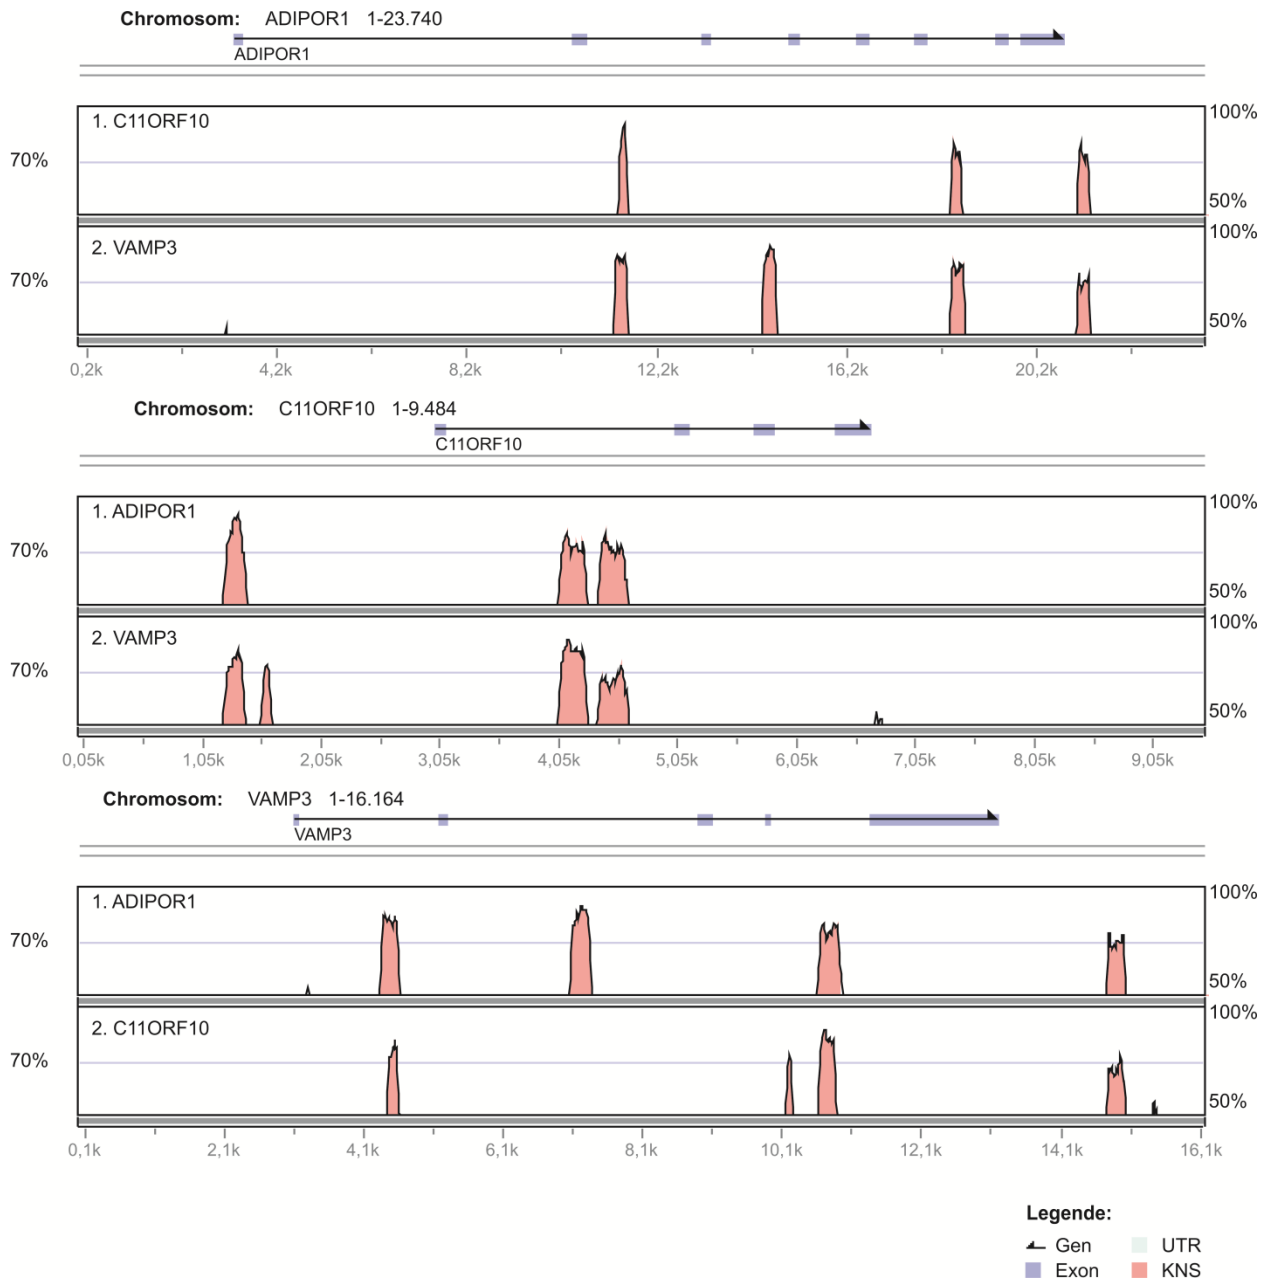 Chromosom: ADIPOR1 1-23.740
ADIPOR1
100%
1. C11ORF10
70%
50%
100%
2. VAMP3
70%
50%
0,2k 4,2k 8,2k 12,2k 16,2k 20,2k
Chromosom: C11ORF10 1-9.484
C11ORF10
100%
1. ADIPOR1
70%
50%
100%
2. VAMP3
70%
50%
0,05k 1,05k 2,05k 3,05k 4,05k 5,05k 6,05k 7,05k 8,05k 9,05k
Chromosom: VAMP3 1-16.164
VAMP3
100%
1. ADIPOR1
70%
50%
100%
2. C11ORF10
70%
50%
0,1k 2,1k 4,1k 6,1k 8,1k 10,1k 12,1k 14,1k 16,1k
Legende:
Gen UTR
Exon KNS